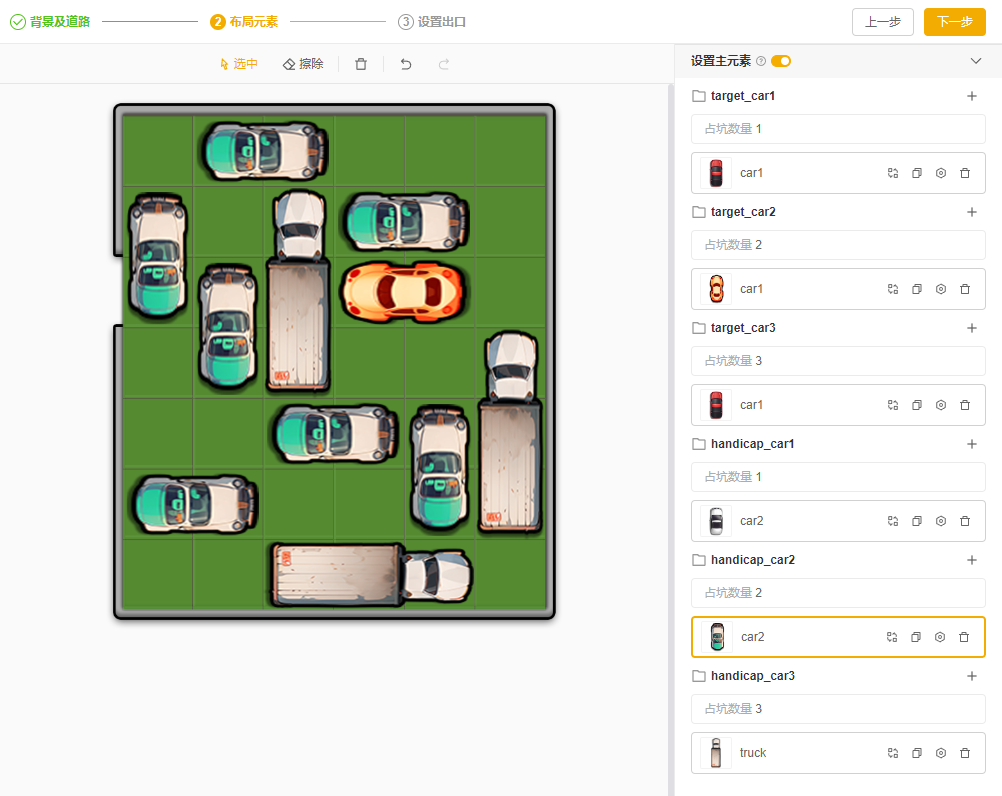 背景及道路
2 布局元素
3 设置出口
上一步
下一步
选中
擦除
设置主元素
target_car1
占坑数量 1
car1
target_car2
占坑数量 2
car1
target_car3
占坑数量 3
car1
handicap_car1
占坑数量 1
car2
handicap_car2
占坑数量 2
car2
handicap_car3
占坑数量 3
truck